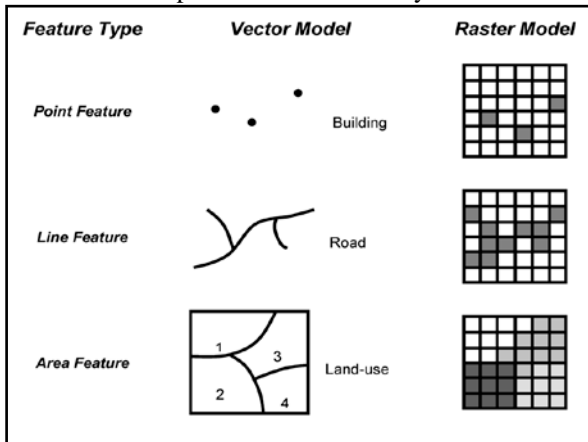 Feature Type Vector Model Raster Model
Point Feature Building
Line Feature Road
Area Feature Land-use
1
3
2
4